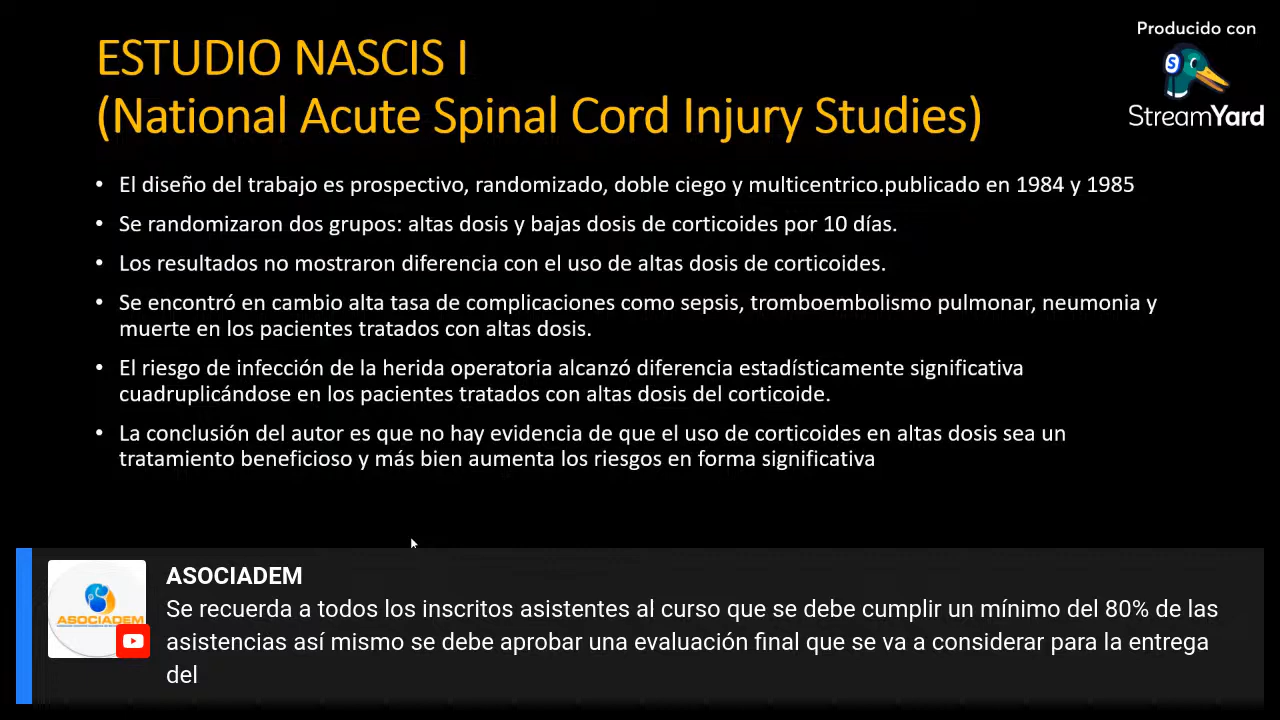 ESTUDIO NASCIS I
(National Acute Spinal Cord Injury Studies)
Producido con
StreamYard
• El diseño del trabajo es prospectivo, randomizado, doble ciego y multicentrico.publicado en 1984 y 1985
• Se randomizaron dos grupos: altas dosis y bajas dosis de corticoides por 10 días.
• Los resultados no mostraron diferencia con el uso de altas dosis de corticoides.
• Se encontró en cambio alta tasa de complicaciones como sepsis, tromboembolismo pulmonar, neumonia y
muerte en los pacientes tratados con altas dosis.
• El riesgo de infección de la herida operatoria alcanzó diferencia estadísticamente significativa
cuadruplicándose en los pacientes tratados con altas dosis del corticoide.
• La conclusión del autor es que no hay evidencia de que el uso de corticoides en altas dosis sea un
tratamiento beneficioso y más bien aumenta los riesgos en forma significativa
ASOCIADEM
ASOCIADEM
Se recuerda a todos los inscritos asistentes al curso que se debe cumplir un mínimo del 80% de las
asistencias así mismo se debe aprobar una evaluación final que se va a considerar para la entrega
del